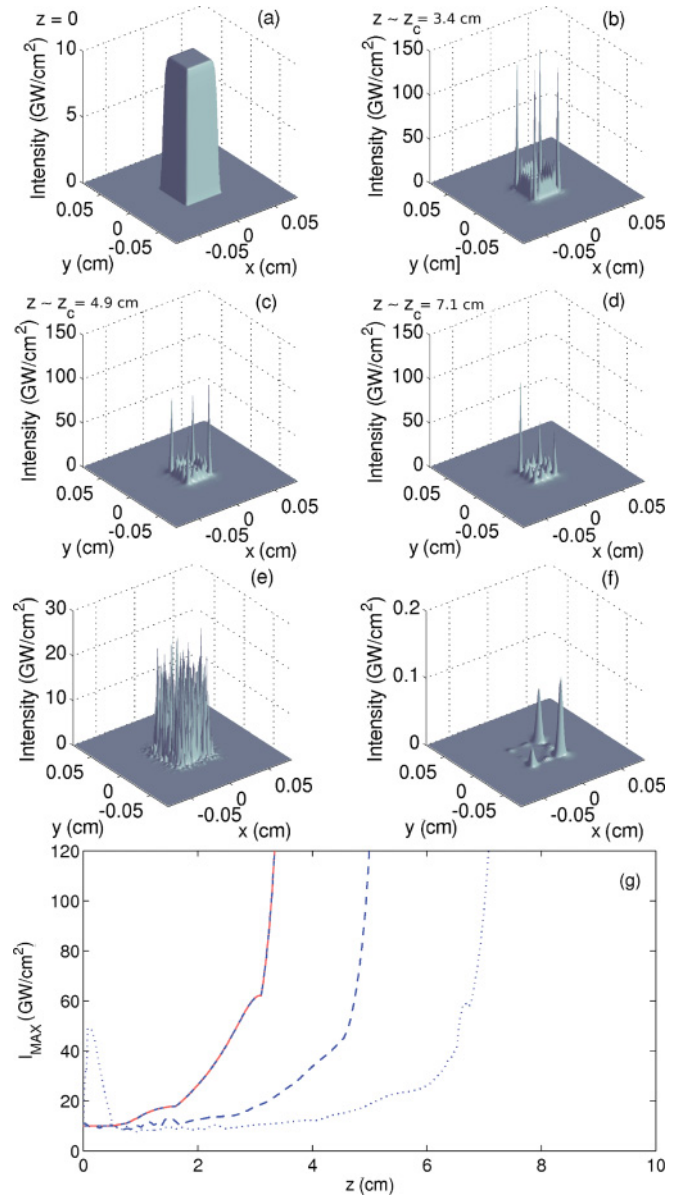 z = 0
(a)
Intensity (GW/cm²)
10
5
0
0.05
0
-0.05
y (cm)
0.05
0
-0.05
x (cm)
z ~ z_c = 3.4 cm
(b)
Intensity (GW/cm²)
150
100
50
0
0.05
0
-0.05
y (cm]
0.05
0
-0.05
x (cm)
z ~ z_c = 4.9 cm
(c)
Intensity (GW/cm²)
150
100
50
0
0.05
0
-0.05
y (cm)
0.05
0
-0.05
x (cm)
z ~ z_c = 7.1 cm
(d)
Intensity (GW/cm²)
150
100
50
0
0.05
0
-0.05
y (cm)
0.05
0
-0.05
x (cm)
(e)
Intensity (GW/cm²)
30
20
10
0
0.05
0
-0.05
y (cm)
0.05
0
-0.05
x (cm)
(f)
Intensity (GW/cm²)
0.2
0.1
0
0.05
0
-0.05
y (cm)
0.05
0
-0.05
x (cm)
(g)
I_MAX (GW/cm²)
120
100
80
60
40
20
0
0 2 4 6 8 10
z (cm)